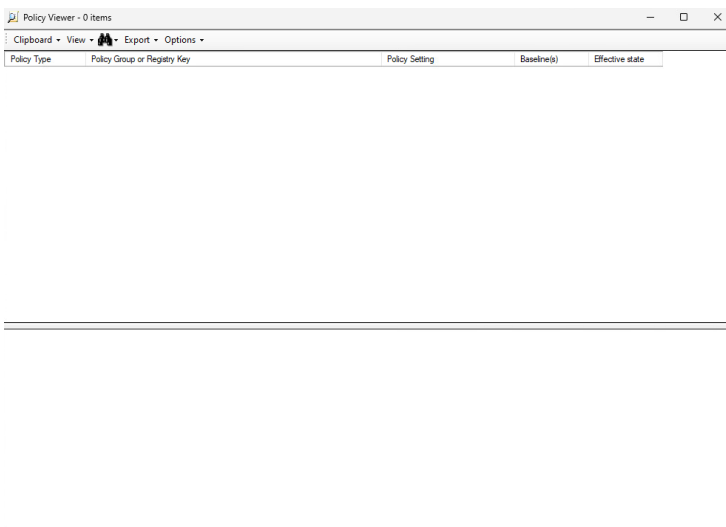 Policy Viewer - 0 items
Clipboard View Export Options
Policy Type Policy Group or Registry Key Policy Setting Baseline(s) Effective state